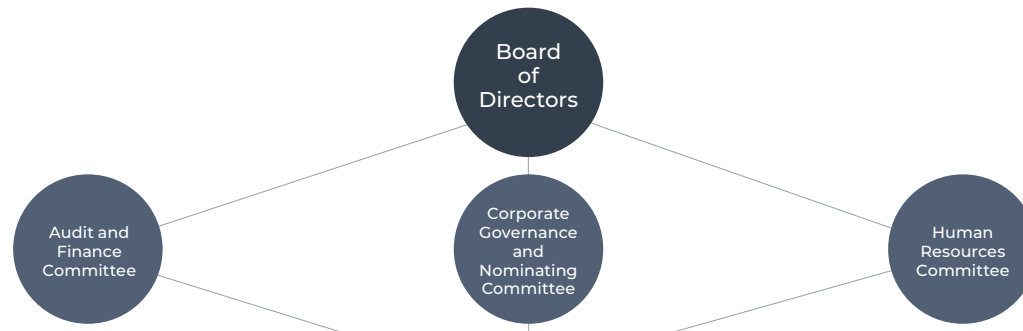 Board
of
Directors
Audit and
Finance
Committee
Corporate
Governance
and
Nominating
Committee
Human
Resources
Committee